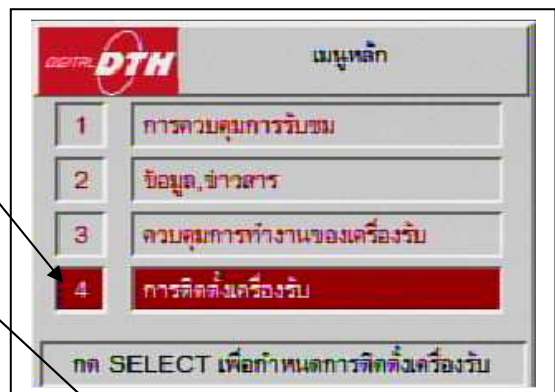 DIGITAL DTH
เมนูหลัก
1 การควบคุมการรับชม
2 ข้อมูล,ข่าวสาร
3 ควบคุมการทำงานของเครื่องรับ
4 การติดตั้งเครื่องรับ
กด SELECT เพื่อกำหนดการติดตั้งเครื่องรับ